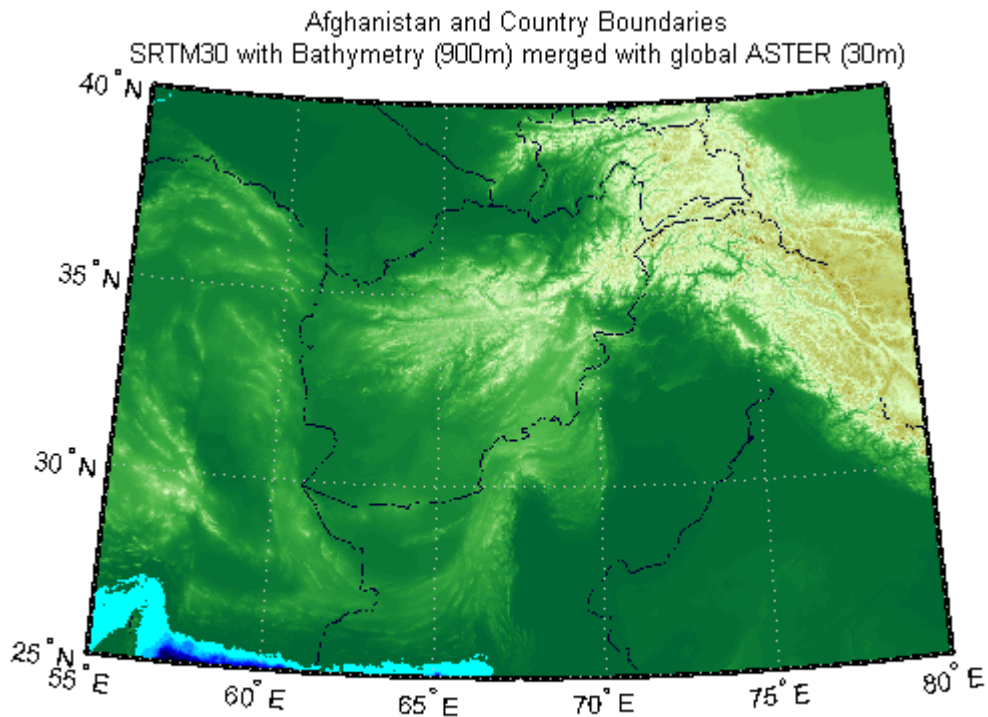 Afghanistan and Country Boundaries
SRTM30 with Bathymetry (900m) merged with global ASTER (30m)
40°N
35°N
30°N
25°N
55°E
60°E
65°E
70°E
75°E
80°E